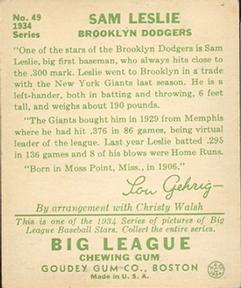 No. 49
1934
Series
SAM LESLIE
BROOKLYN DODGERS
"One of the stars of the Brooklyn Dodgers is Sam
Leslie, big first baseman, who always hits close to
the .300 mark. Leslie went to Brooklyn in a trade
with the New York Giants last season. He is a
left-hander, both in batting and throwing, 6 feet
tall, and weighs about 190 pounds.
"The Giants bought him in 1929 from Memphis
where he had hit .376 in 86 games, being virtual
leader of the league. Last year Leslie batted .295
in 136 games and 8 of his blows were Home Runs.
"Born in Moss Point, Miss., in 1906."
Lou Gehrig
By arrangement with Christy Walsh
This is one of the 1934 Series of pictures of Big
League Baseball Stars. Collect the entire series.
BIG LEAGUE
CHEWING GUM
GOUDEY GUM CO., BOSTON
Made in U. S. A.